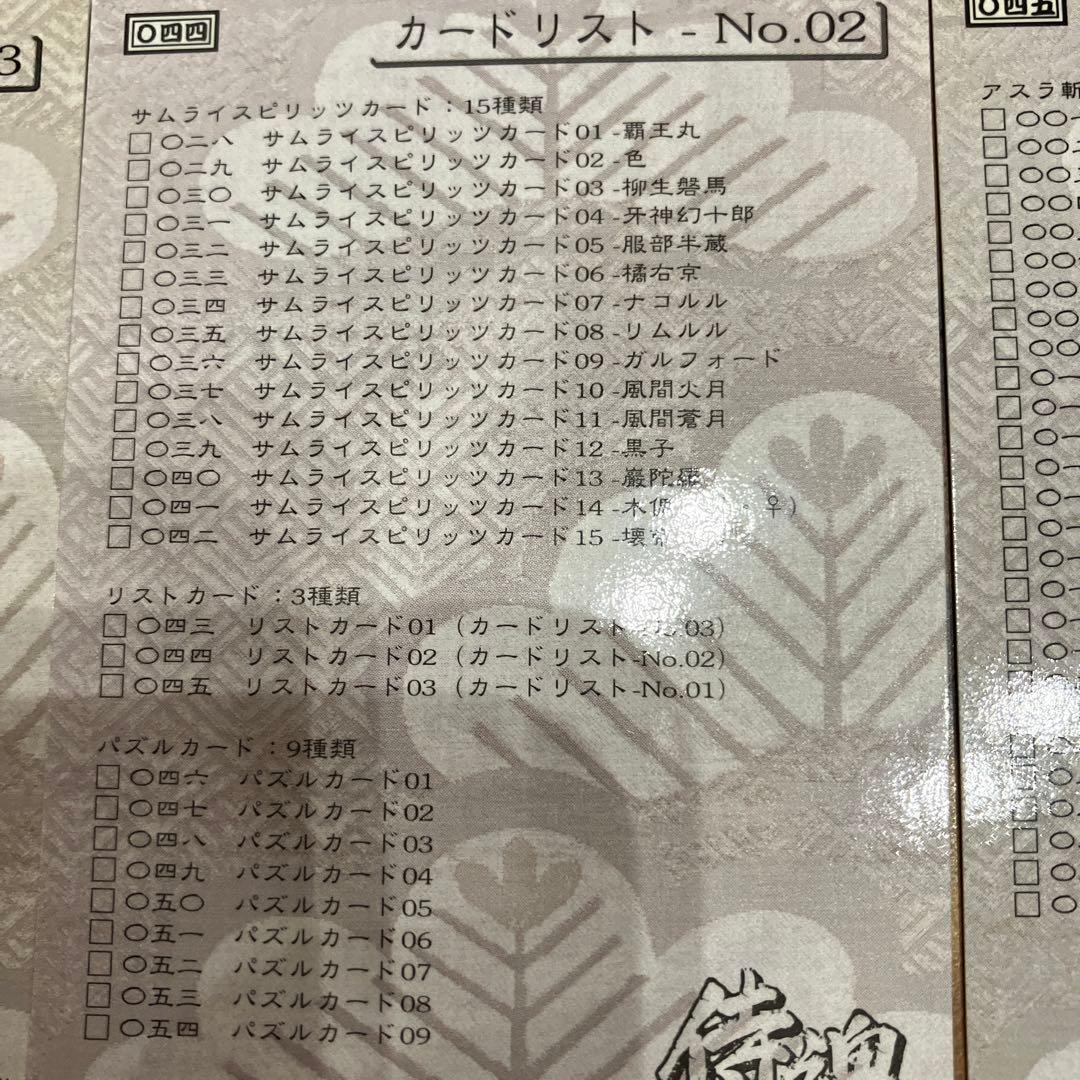 3
〇四四
カードリスト - No.02
サムライスピリッツカード：15種類
□ 〇二八 サムライスピリッツカード01 -覇王丸
□ 〇二九 サムライスピリッツカード02 -色
□ 〇三〇 サムライスピリッツカード03 -柳生磐馬
□ 〇三一 サムライスピリッツカード04 -牙神幻十郎
□ 〇三二 サムライスピリッツカード05 -服部半蔵
□ 〇三三 サムライスピリッツカード06 -橘右京
□ 〇三四 サムライスピリッツカード07 -ナコルル
□ 〇三五 サムライスピリッツカード08 -リムルル
□ 〇三六 サムライスピリッツカード09 -ガルフォード
□ 〇三七 サムライスピリッツカード10 -風間火月
□ 〇三八 サムライスピリッツカード11 -風間蒼月
□ 〇三九 サムライスピリッツカード12 -黒子
□ 〇四〇 サムライスピリッツカード13 -巌陀羅
□ 〇四一 サムライスピリッツカード14 -木 ・♀）
□ 〇四二 サムライスピリッツカード15 -壊
リストカード：3種類
□ 〇四三 リストカード01（カードリスト-No.03）
□ 〇四四 リストカード02（カードリスト-No.02）
□ 〇四五 リストカード03（カードリスト-No.01）
パズルカード：9種類
□ 〇四六 パズルカード01
□ 〇四七 パズルカード02
□ 〇四八 パズルカード03
□ 〇四九 パズルカード04
□ 〇五〇 パズルカード05
□ 〇五一 パズルカード06
□ 〇五二 パズルカード07
□ 〇五三 パズルカード08
□ 〇五四 パズルカード09
侍魂
〇四五
アスラ斬